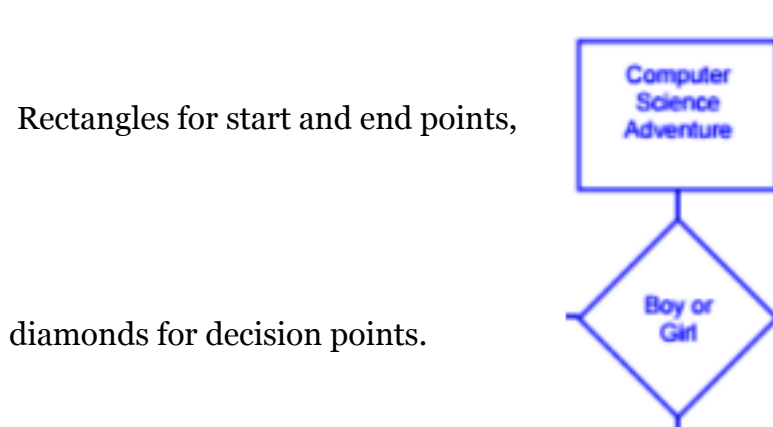 Computer
Science
Adventure
Rectangles for start and end points,
Boy or
Girl
diamonds for decision points.